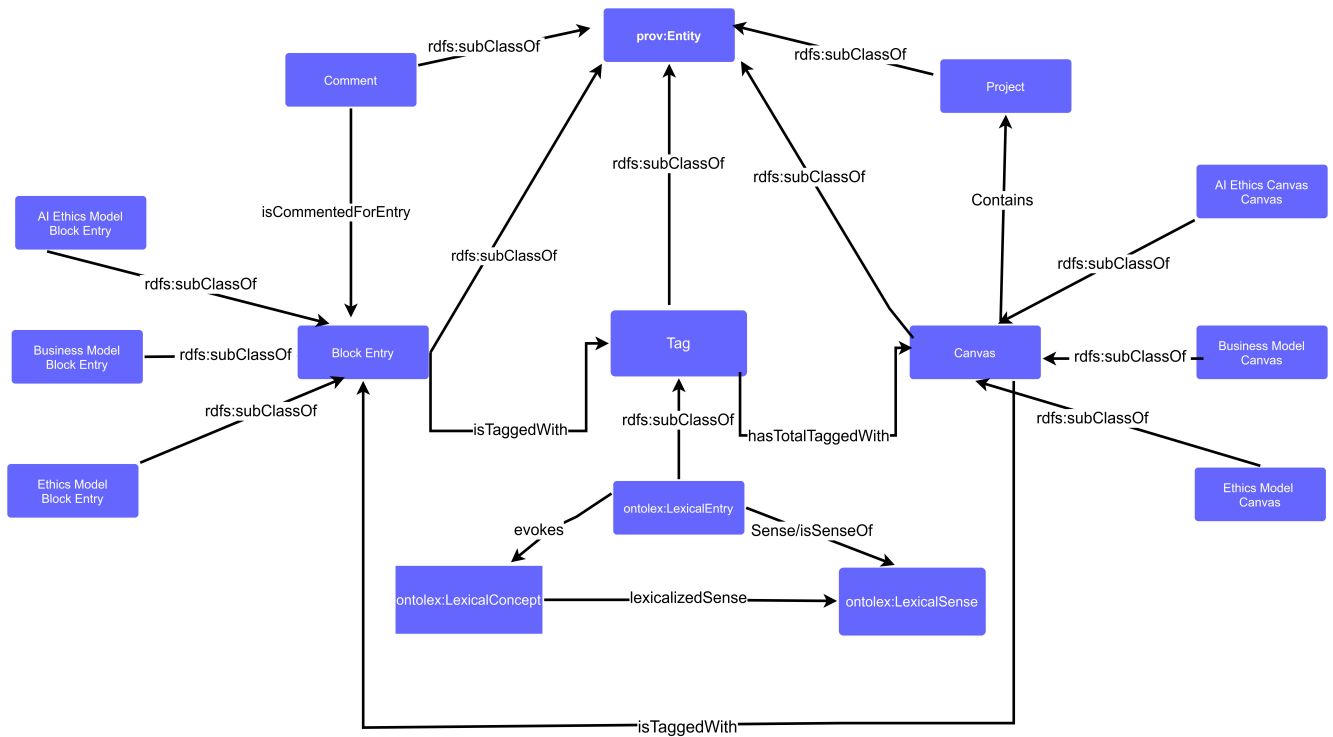 prov:Entity
rdfs:subClassOf
rdfs:subClassOf
Comment
Project
rdfs:subClassOf
rdfs:subClassOf
AI Ethics Canvas
Canvas
Contains
isCommentedForEntry
AI Ethics Model
Block Entry
rdfs:subClassOf
rdfs:subClassOf
rdfs:subClassOf
Business Model
Block Entry
rdfs:subClassOf
Block Entry
Tag
Canvas
rdfs:subClassOf
Business Model
Canvas
rdfs:subClassOf
isTaggedWith
rdfs:subClassOf
hasTotalTaggedWith
rdfs:subClassOf
Ethics Model
Block Entry
Ethics Model
Canvas
ontolex:LexicalEntry
evokes
Sense/isSenseOf
ontolex:LexicalConcept
lexicalizedSense
ontolex:LexicalSense
isTaggedWith